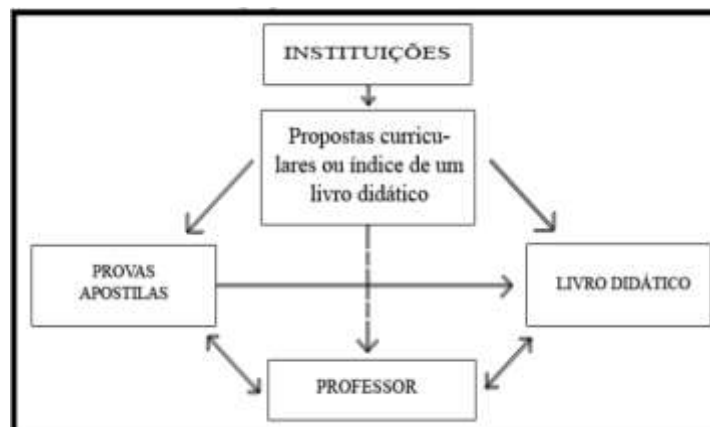 INSTITUIÇÕES
Propostas curricu-
lares ou índice de um
livro didático
PROVAS
APOSTILAS
LIVRO DIDÁTICO
PROFESSOR